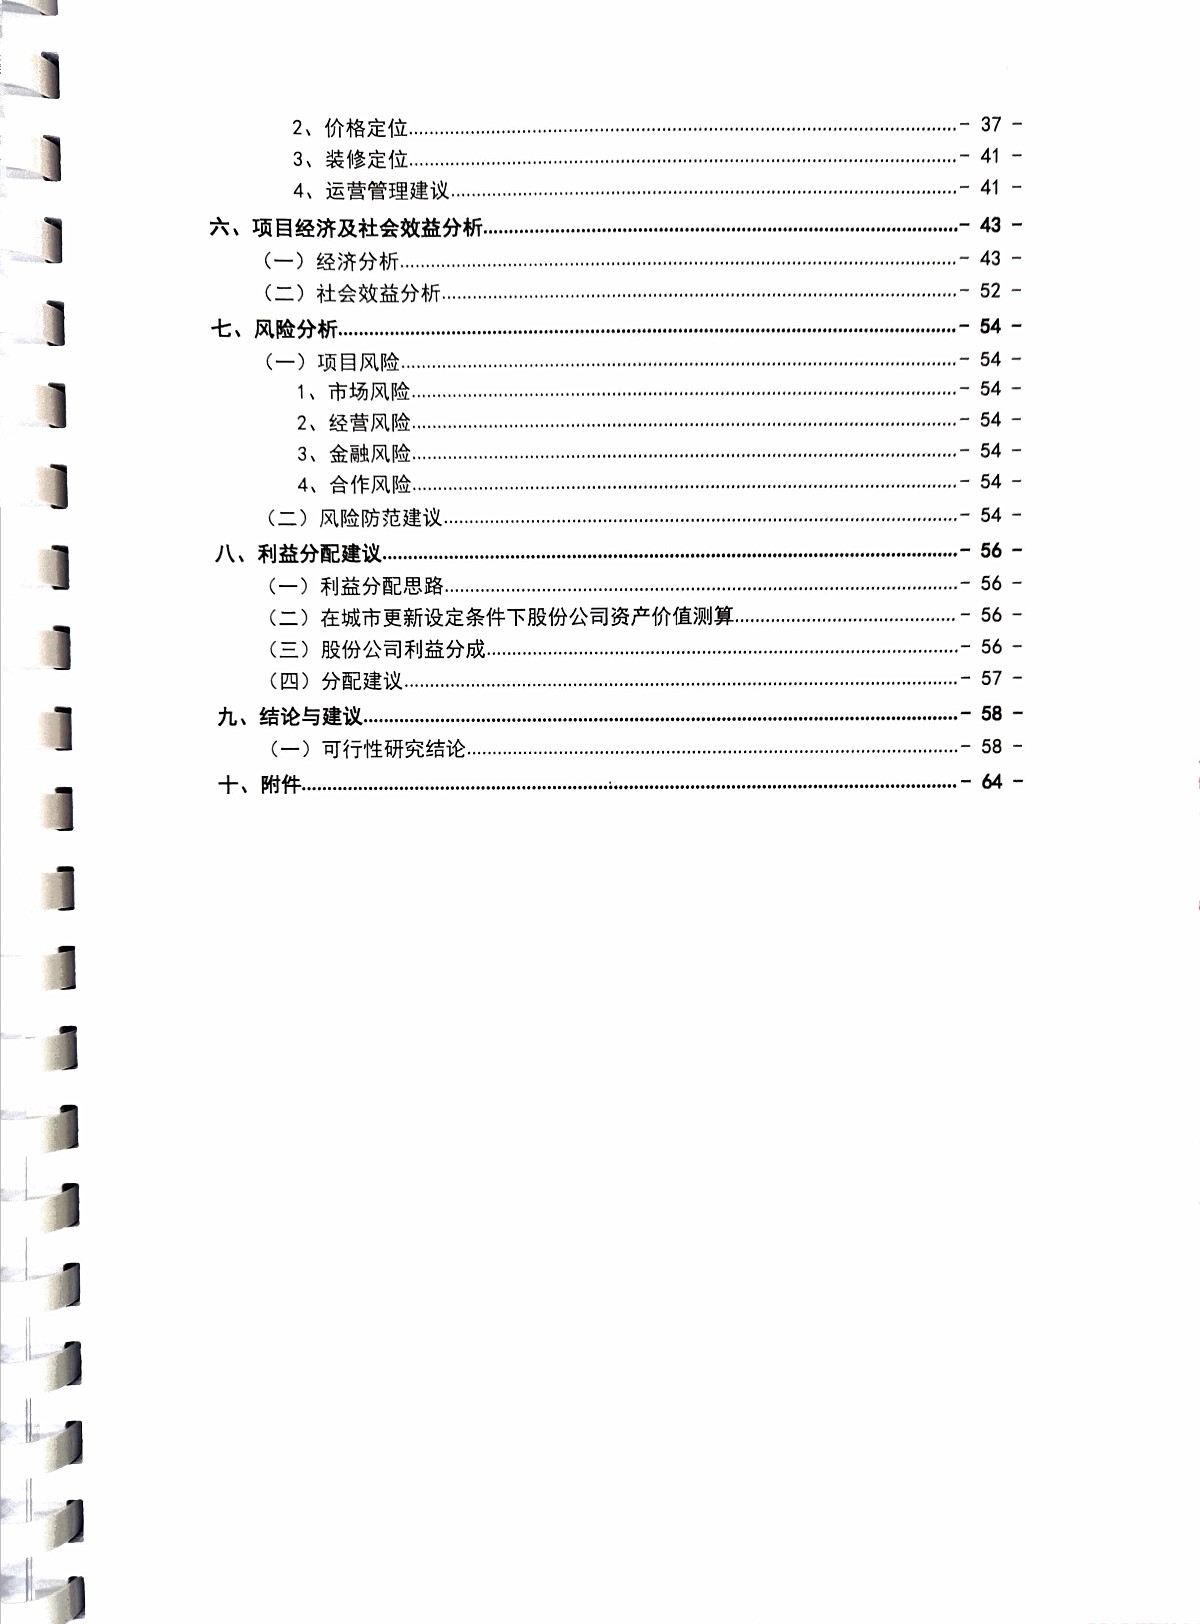 2、价格定位................................................................................- 37 -
3、装修定位................................................................................- 41 -
4、运营管理建议................................................................................- 41 -
六、项目经济及社会效益分析................................................................................- 43 -
（一）经济分析................................................................................- 43 -
（二）社会效益分析................................................................................- 52 -
七、风险分析................................................................................- 54 -
（一）项目风险................................................................................- 54 -
1、市场风险................................................................................- 54 -
2、经营风险................................................................................- 54 -
3、金融风险................................................................................- 54 -
4、合作风险................................................................................- 54 -
（二）风险防范建议................................................................................- 54 -
八、利益分配建议................................................................................- 56 -
（一）利益分配思路................................................................................- 56 -
（二）在城市更新设定条件下股份公司资产价值测算........................................- 56 -
（三）股份公司利益分成................................................................................- 56 -
（四）分配建议................................................................................- 57 -
九、结论与建议................................................................................- 58 -
（一）可行性研究结论................................................................................- 58 -
十、附件................................................................................- 64 -